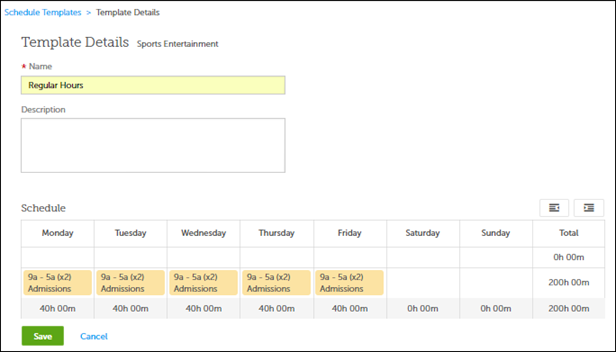 Schedule Templates > Template Details
Template Details Sports Entertainment
* Name
Regular Hours
Description
Schedule
Monday Tuesday Wednesday Thursday Friday Saturday Sunday Total
0h 00m
9a - 5a (x2) 9a - 5a (x2) 9a - 5a (x2) 9a - 5a (x2) 9a - 5a (x2)
Admissions Admissions Admissions Admissions Admissions
200h 00m
40h 00m 40h 00m 40h 00m 40h 00m 40h 00m 0h 00m 0h 00m 200h 00m
Save Cancel